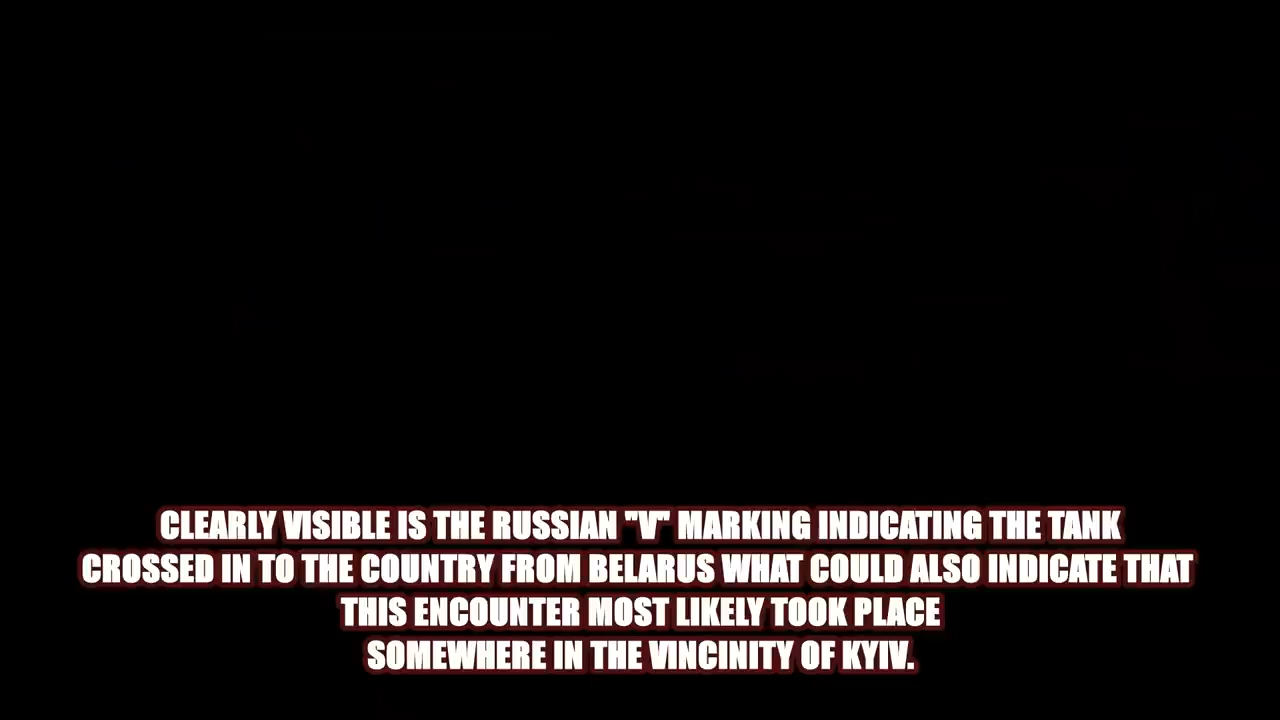 CLEARLY VISIBLE IS THE RUSSIAN "V" MARKING INDICATING THE TANK
CROSSED IN TO THE COUNTRY FROM BELARUS WHAT COULD ALSO INDICATE THAT
THIS ENCOUNTER MOST LIKELY TOOK PLACE
SOMEWHERE IN THE VINCINITY OF KYIV.